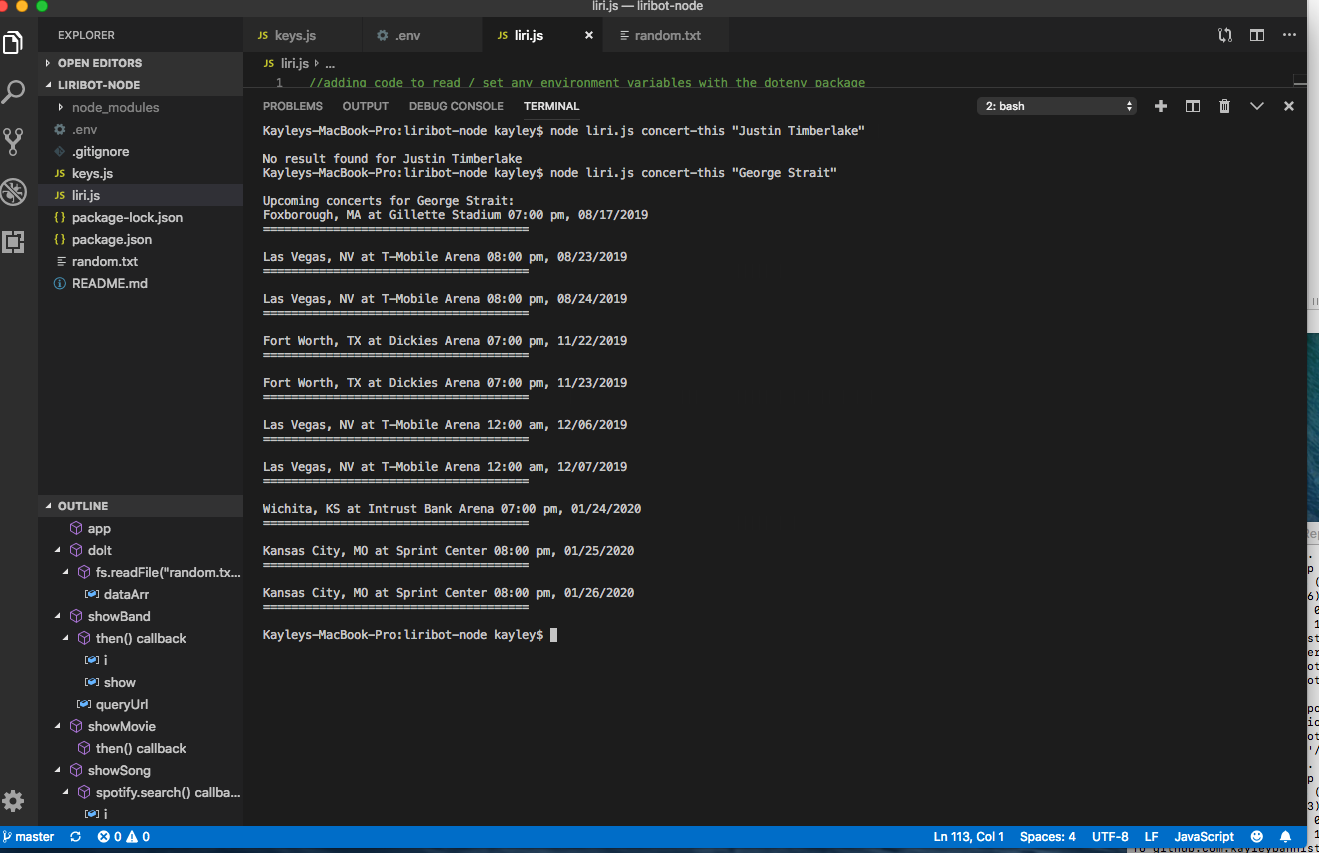 liri.js — liribot-node
EXPLORER
OPEN EDITORS
LIRIBOT-NODE
node_modules
.env
.gitignore
JS keys.js
JS liri.js
{} package-lock.json
{} package.json
random.txt
README.md
OUTLINE
app
doIt
fs.readFile("random.tx...
dataArr
showBand
then() callback
i
show
queryUrl
showMovie
then() callback
showSong
spotify.search() callba...
i
JS keys.js .env JS liri.js × random.txt
JS liri.js ...
1 //adding code to read / set any environment variables with the dotenv package
PROBLEMS OUTPUT DEBUG CONSOLE TERMINAL 2: bash
Kayleys-MacBook-Pro:liribot-node kayley$ node liri.js concert-this "Justin Timberlake"
No result found for Justin Timberlake
Kayleys-MacBook-Pro:liribot-node kayley$ node liri.js concert-this "George Strait"
Upcoming concerts for George Strait:
Foxborough, MA at Gillette Stadium 07:00 pm, 08/17/2019
======================================
Las Vegas, NV at T-Mobile Arena 08:00 pm, 08/23/2019
======================================
Las Vegas, NV at T-Mobile Arena 08:00 pm, 08/24/2019
======================================
Fort Worth, TX at Dickies Arena 07:00 pm, 11/22/2019
======================================
Fort Worth, TX at Dickies Arena 07:00 pm, 11/23/2019
======================================
Las Vegas, NV at T-Mobile Arena 12:00 am, 12/06/2019
======================================
Las Vegas, NV at T-Mobile Arena 12:00 am, 12/07/2019
======================================
Wichita, KS at Intrust Bank Arena 07:00 pm, 01/24/2020
======================================
Kansas City, MO at Sprint Center 08:00 pm, 01/25/2020
======================================
Kansas City, MO at Sprint Center 08:00 pm, 01/26/2020
======================================
Kayleys-MacBook-Pro:liribot-node kayley$
master 0 0 Ln 113, Col 1 Spaces: 4 UTF-8 LF JavaScript